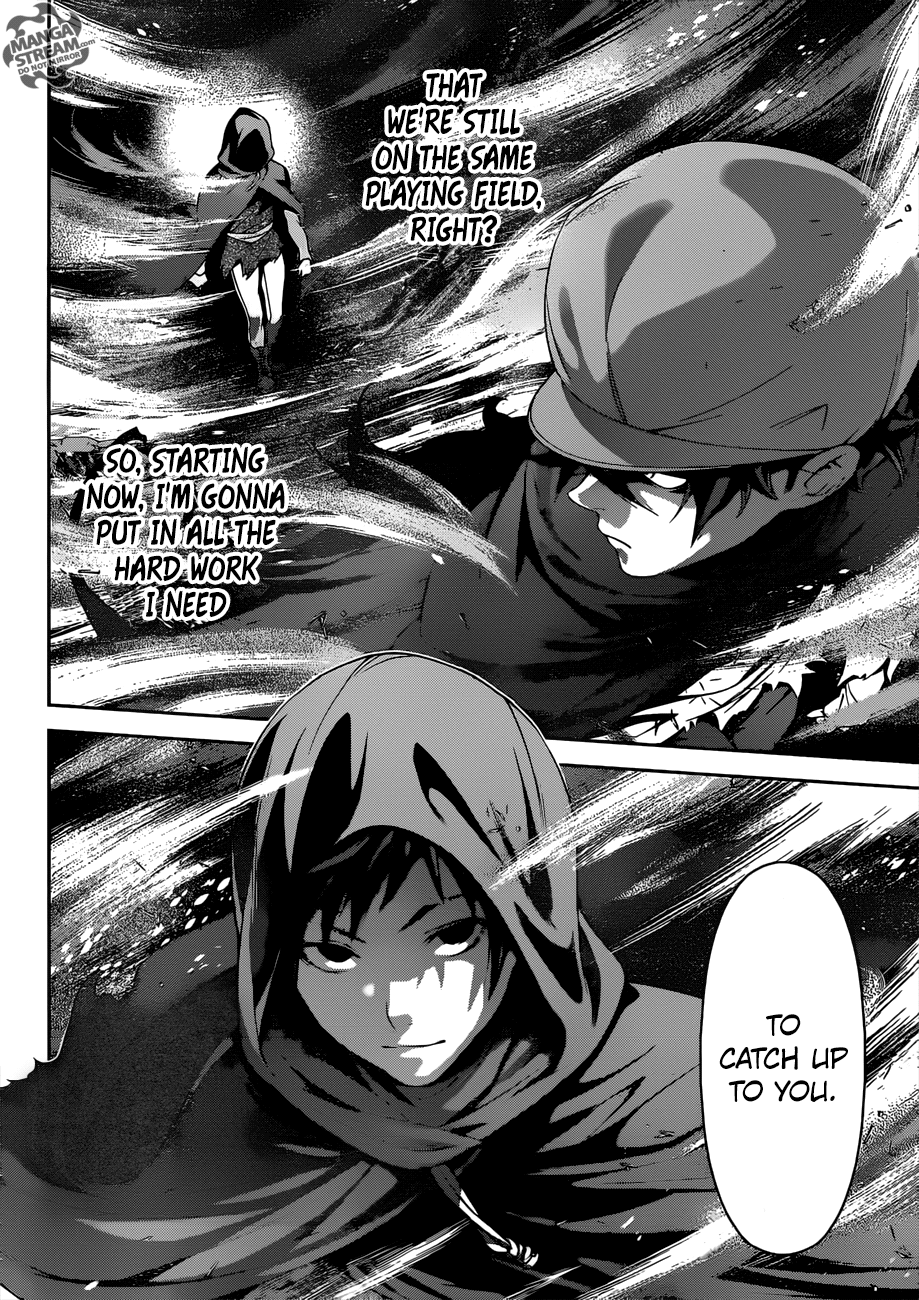 MANGA
STREAM.com
DO NOT MIRROR!
THAT
WE'RE STILL
ON THE SAME
PLAYING FIELD,
RIGHT?
SO, STARTING
NOW, I'M GONNA
PUT IN ALL THE
HARD WORK
I NEED
TO
CATCH UP
TO YOU.